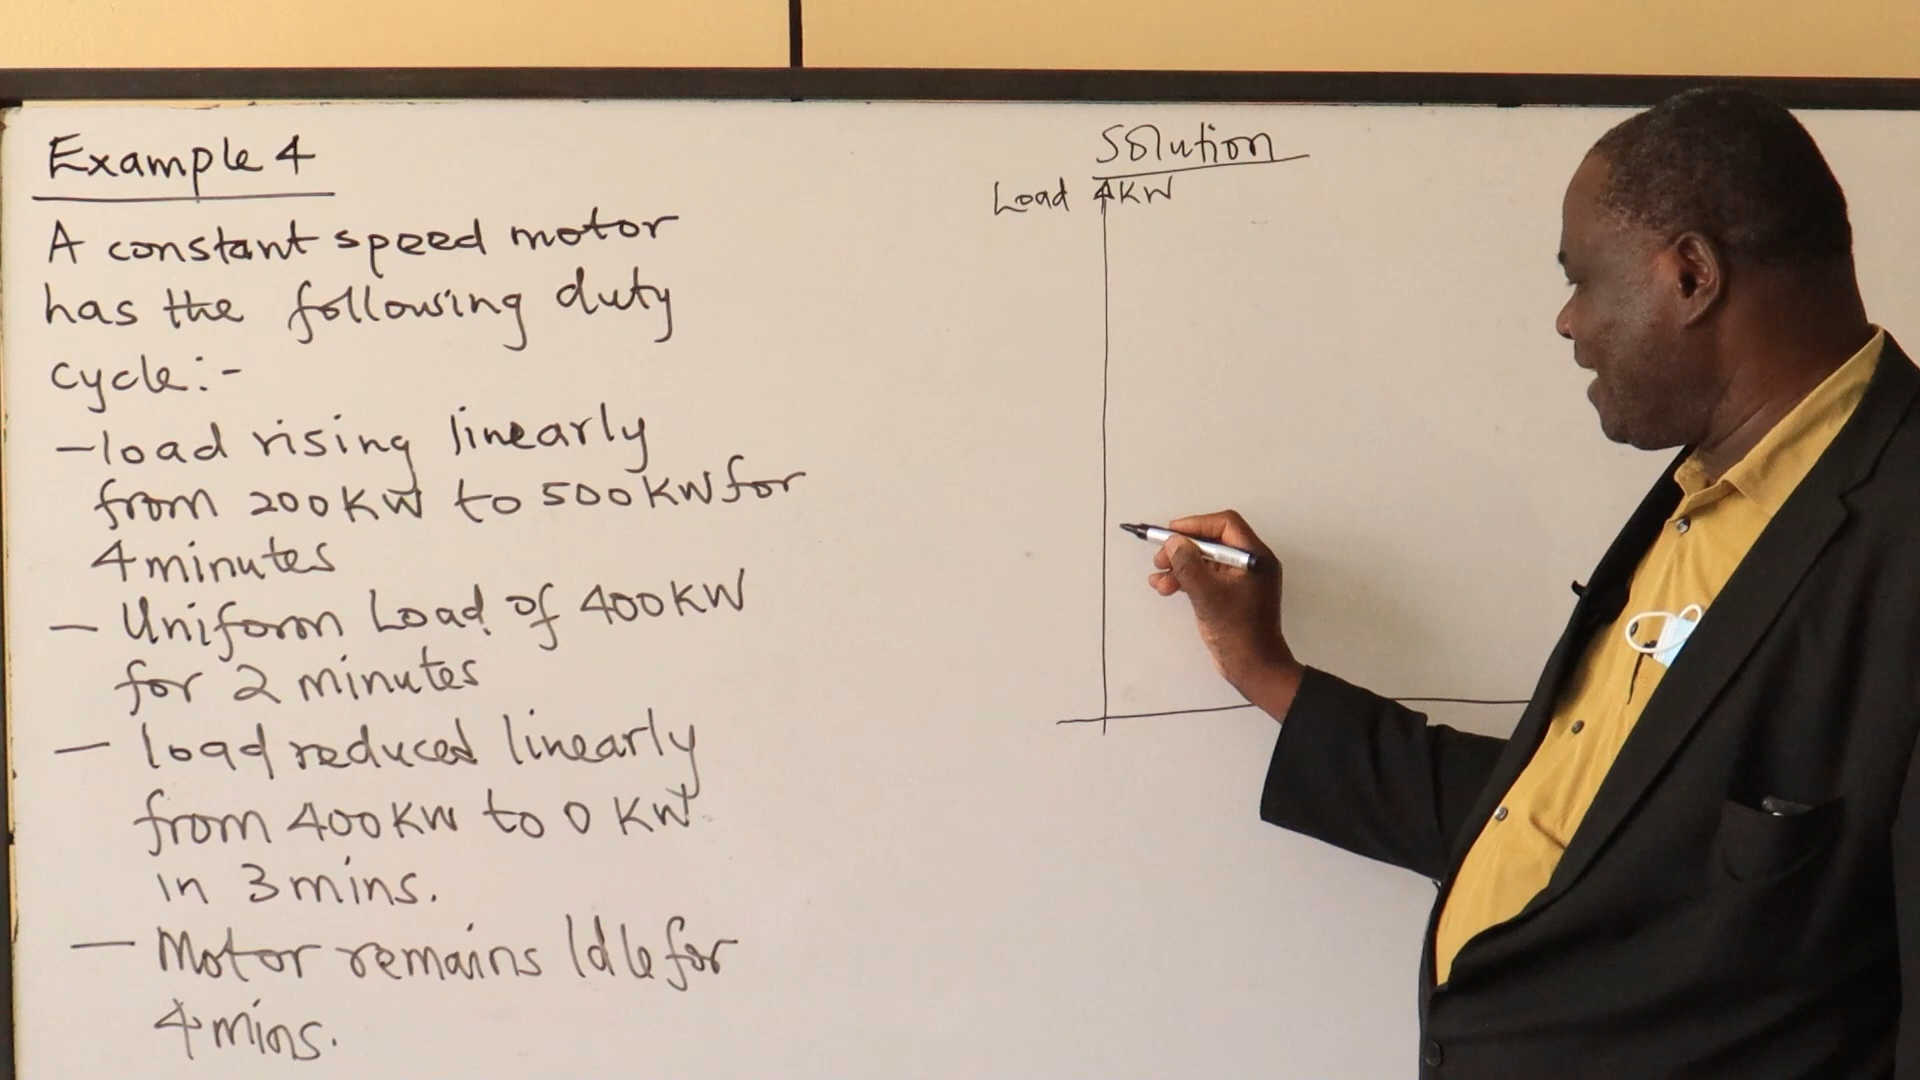 Example 4
A constant speed motor
has the following duty
cycle:-
- load rising linearly
from 200KW to 500KW for
4 minutes
- Uniform Load of 400KW
for 2 minutes
- load reduced linearly
from 400KW to 0 KW
in 3 mins.
- Motor remains Idle for
4 mins.
Solution
Load KW